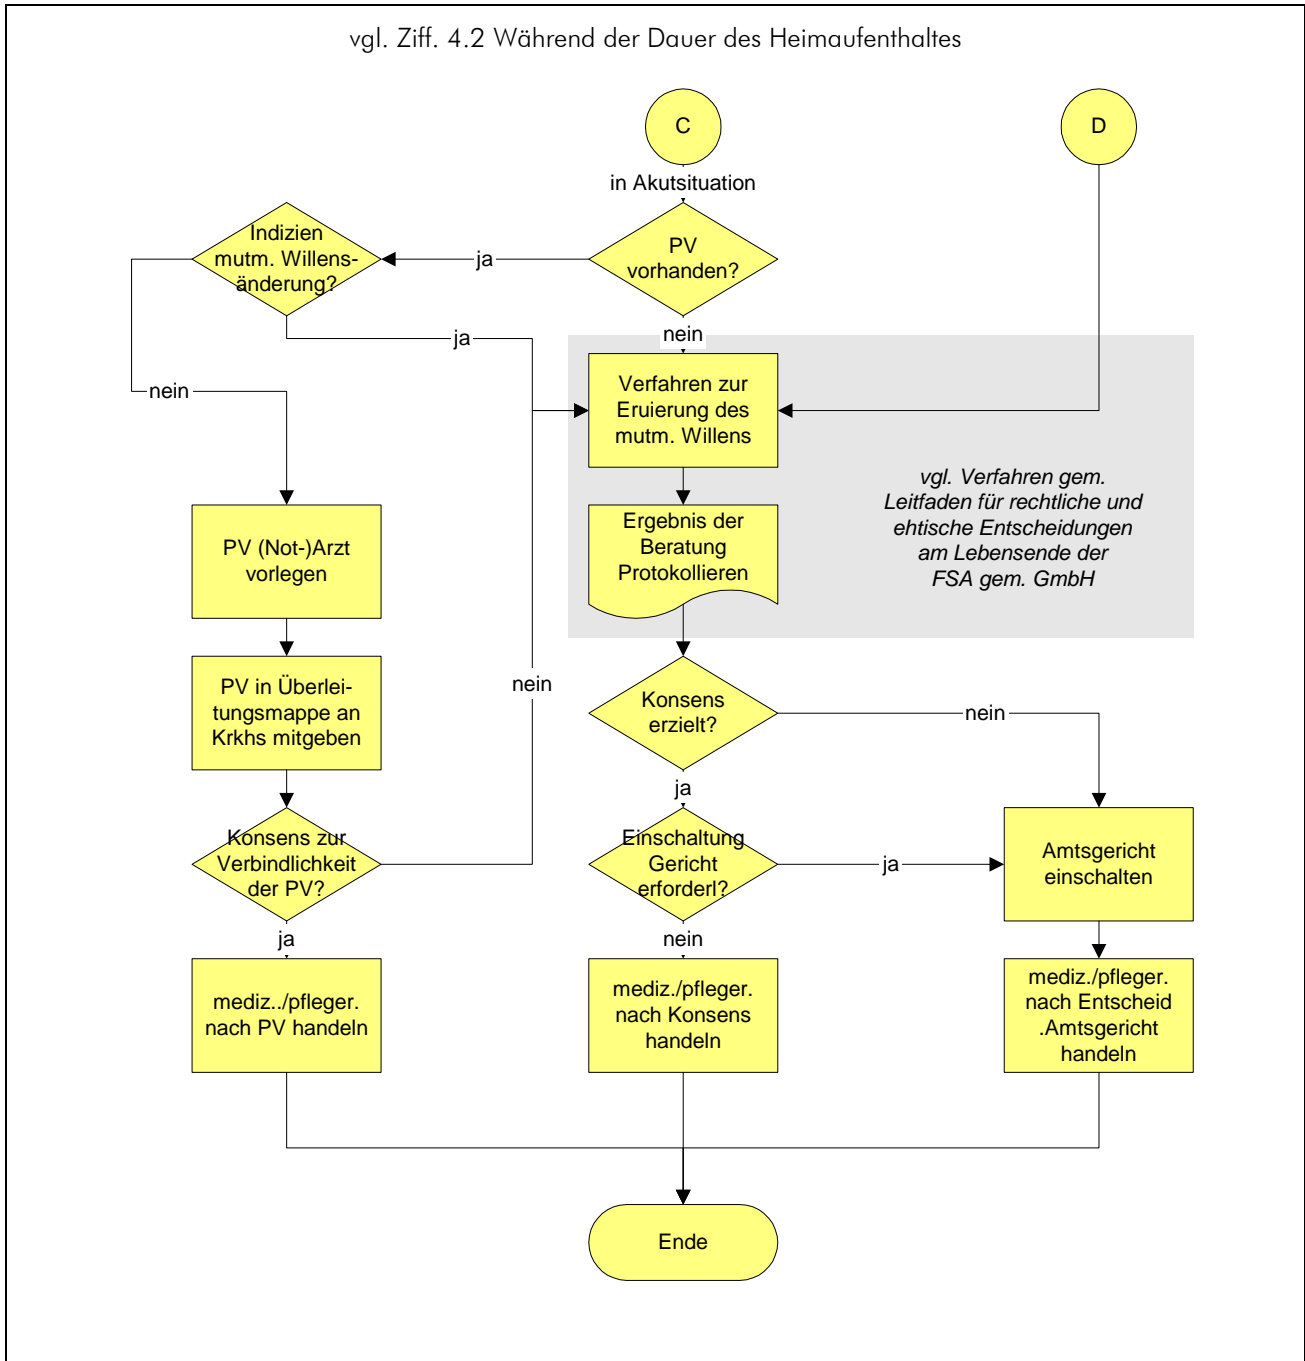 vgl. Ziff. 4.2 Während der Dauer des Heimaufenthaltes
C
D
in Akutsituation
Indizien
mutm. Willens-
änderung?
ja
PV
vorhanden?
ja
nein
nein
Verfahren zur
Eruierung des
mutm. Willens
vgl. Verfahren gem.
Leitfaden für rechtliche und
ehtische Entscheidungen
am Lebensende der
FSA gem. GmbH
PV (Not-)Arzt
vorlegen
Ergebnis der
Beratung
Protokollieren
PV in Überlei-
tungsmappe an
Krkhs mitgeben
nein
Konsens
erzielt?
nein
ja
Konsens zur
Verbindlichkeit
der PV?
Einschaltung
Gericht
erforderl?
ja
Amtsgericht
einschalten
ja
nein
mediz../pfleger.
nach PV handeln
mediz./pfleger.
nach Konsens
handeln
mediz./pfleger.
nach Entscheid
.Amtsgericht
handeln
Ende